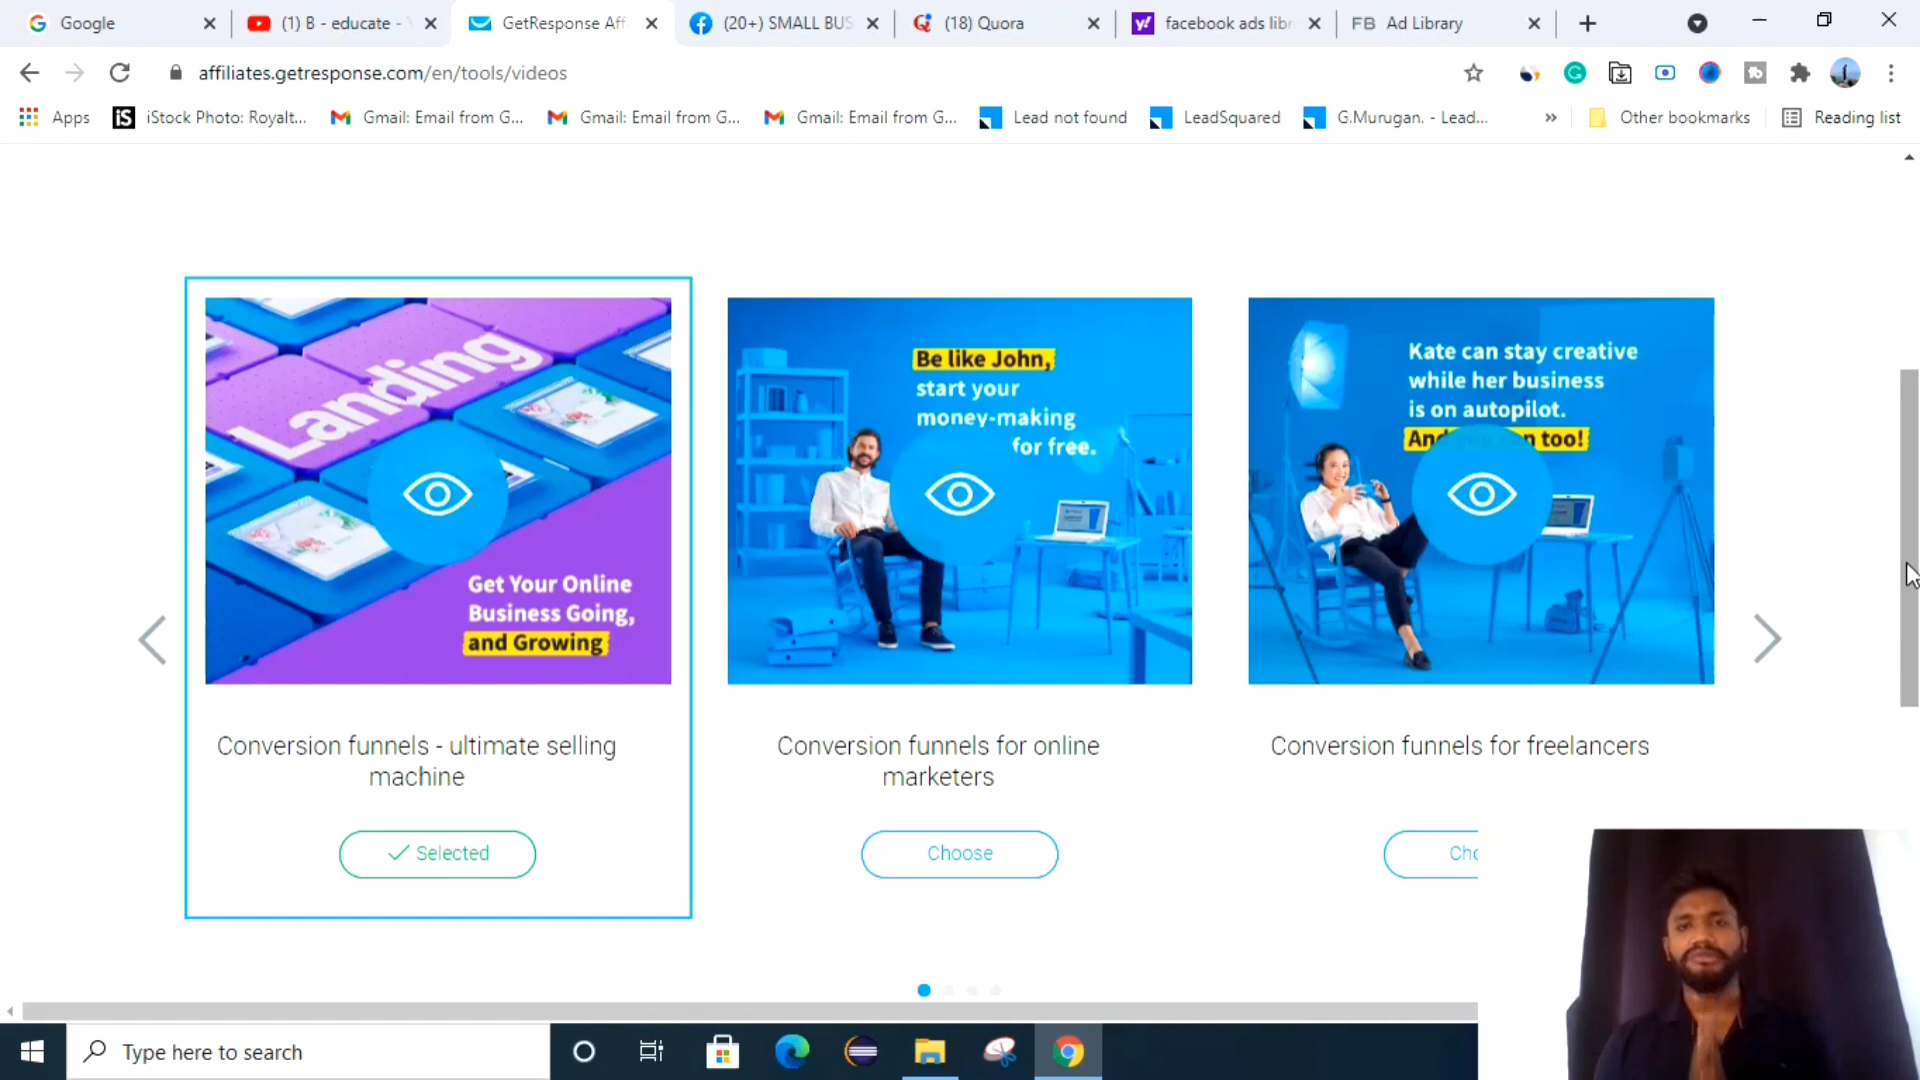 Google
(1) B - educate -
GetResponse Aff
(20+) SMALL BUS
(18) Quora
facebook ads libr
FB Ad Library
affiliates.getresponse.com/en/tools/videos
Apps
iS
iStock Photo: Royalt...
Gmail: Email from G...
Gmail: Email from G...
Gmail: Email from G...
Lead not found
LeadSquared
G.Murugan. - Lead...
»
Other bookmarks
Reading list
Landing
Get Your Online
Business Going,
and Growing
Be like John,
start your
money-making
for free.
Kate can stay creative
while her business
is on autopilot.
too!
Conversion funnels - ultimate selling
machine
Conversion funnels for online
marketers
Conversion funnels for freelancers
Selected
Choose
Cho
Type here to search